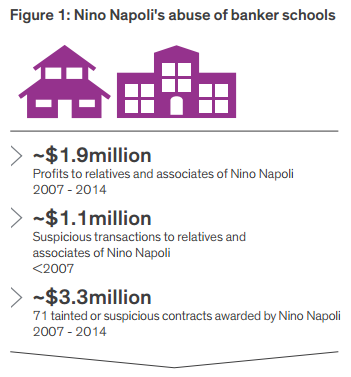 Figure 1: Nino Napoli's abuse of banker schools
~$1.9million
Profits to relatives and associates of Nino Napoli
2007 - 2014
~$1.1million
Suspicious transactions to relatives and
associates of Nino Napoli
<2007
~$3.3million
71 tainted or suspicious contracts awarded by Nino Napoli
2007 - 2014